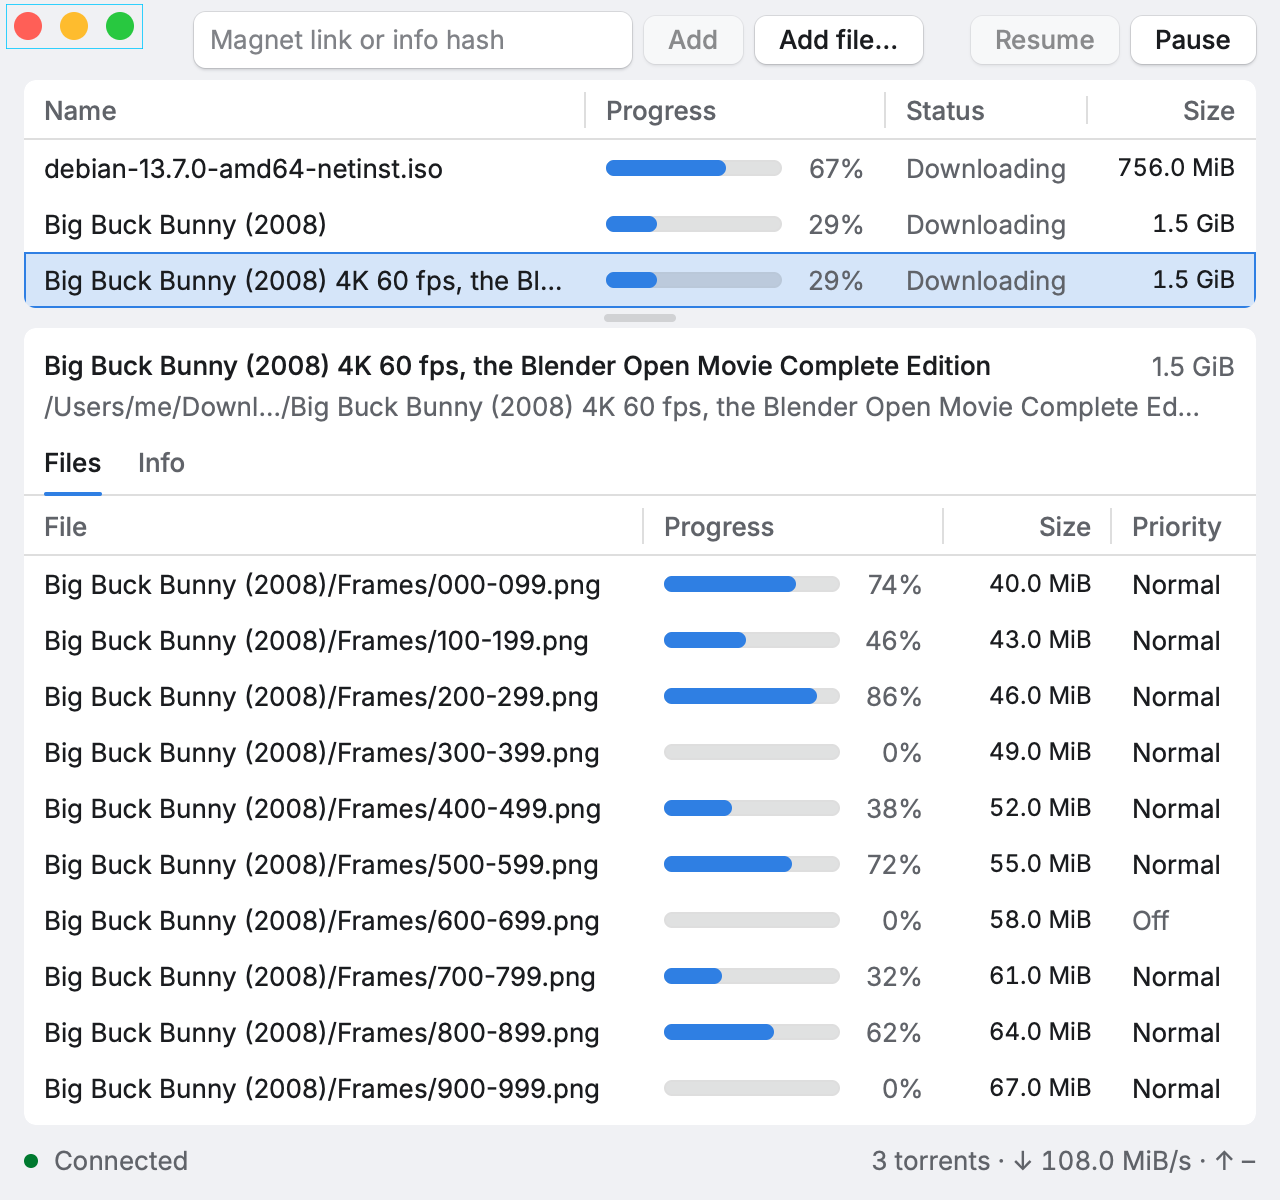 Magnet link or info hash Add Add file... Resume Pause
Name Progress Status Size
debian-13.7.0-amd64-netinst.iso 67% Downloading 756.0 MiB
Big Buck Bunny (2008) 29% Downloading 1.5 GiB
Big Buck Bunny (2008) 4K 60 fps, the Bl... 29% Downloading 1.5 GiB
Big Buck Bunny (2008) 4K 60 fps, the Blender Open Movie Complete Edition 1.5 GiB
/Users/me/Downl.../Big Buck Bunny (2008) 4K 60 fps, the Blender Open Movie Complete Ed...
Files Info
File Progress Size Priority
Big Buck Bunny (2008)/Frames/000-099.png 74% 40.0 MiB Normal
Big Buck Bunny (2008)/Frames/100-199.png 46% 43.0 MiB Normal
Big Buck Bunny (2008)/Frames/200-299.png 86% 46.0 MiB Normal
Big Buck Bunny (2008)/Frames/300-399.png 0% 49.0 MiB Normal
Big Buck Bunny (2008)/Frames/400-499.png 38% 52.0 MiB Normal
Big Buck Bunny (2008)/Frames/500-599.png 72% 55.0 MiB Normal
Big Buck Bunny (2008)/Frames/600-699.png 0% 58.0 MiB Off
Big Buck Bunny (2008)/Frames/700-799.png 32% 61.0 MiB Normal
Big Buck Bunny (2008)/Frames/800-899.png 62% 64.0 MiB Normal
Big Buck Bunny (2008)/Frames/900-999.png 0% 67.0 MiB Normal
Connected 3 torrents · ↓ 108.0 MiB/s · ↑ –